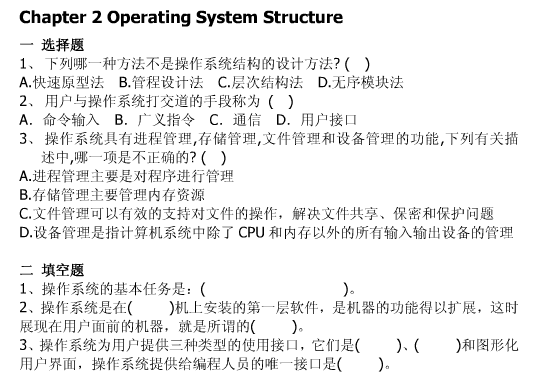 Chapter 2 Operating System Structure
一 选择题
1、 下列哪一种方法不是操作系统结构的设计方法? ( )
A.快速原型法 B.管程设计法 C.层次结构法 D.无序模块法
2、 用户与操作系统打交道的手段称为 ( )
A. 命令输入 B. 广义指令 C. 通信 D. 用户接口
3、 操作系统具有进程管理,存储管理,文件管理和设备管理的功能,下列有关描
述中,哪一项是不正确的? ( )
A.进程管理主要是对程序进行管理
B.存储管理主要管理内存资源
C.文件管理可以有效的支持对文件的操作，解决文件共享、保密和保护问题
D.设备管理是指计算机系统中除了 CPU 和内存以外的所有输入输出设备的管理
二 填空题
1、操作系统的基本任务是：( )。
2、操作系统是在( )机上安装的第一层软件，是机器的功能得以扩展，这时
展现在用户面前的机器，就是所谓的( )。
3、操作系统为用户提供三种类型的使用接口，它们是( )、( )和图形化
用户界面，操作系统提供给编程人员的唯一接口是( )。